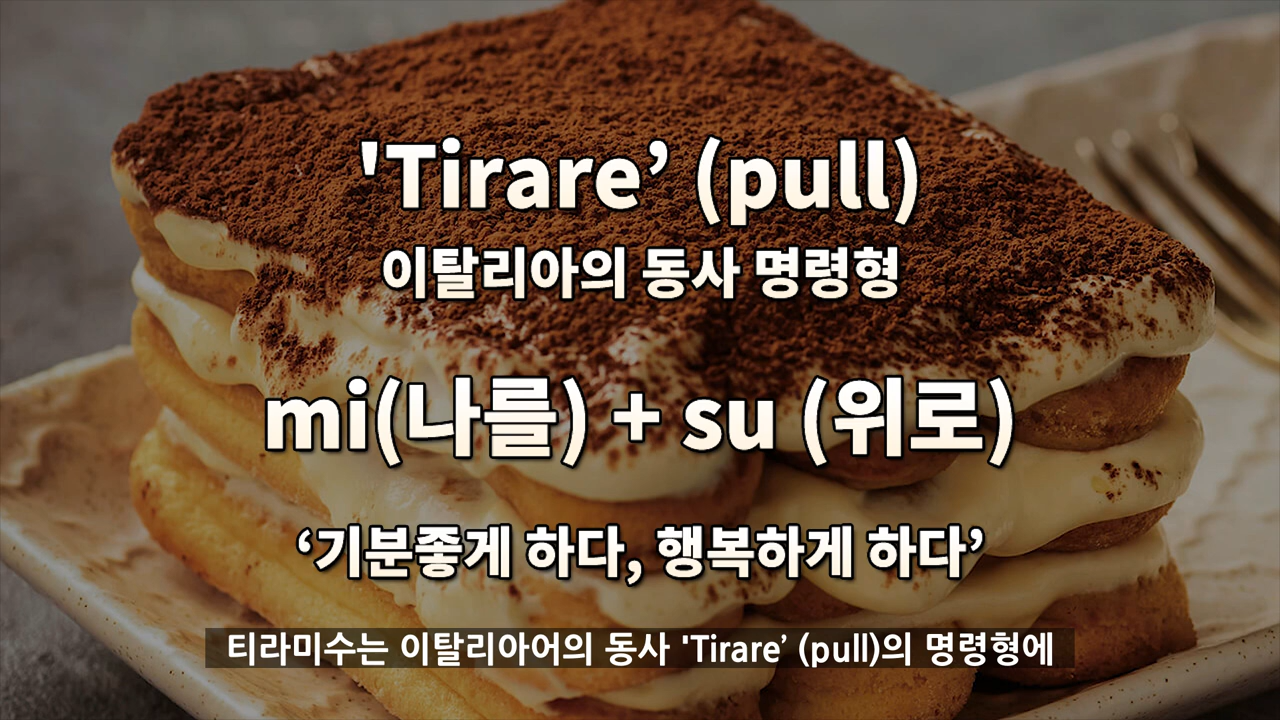 'Tirare’ (pull)
이탈리아의 동사 명령형
mi(나를) + su (위로)
‘기분좋게 하다, 행복하게 하다’
티라미수는 이탈리아어의 동사 'Tirare’ (pull)의 명령형에